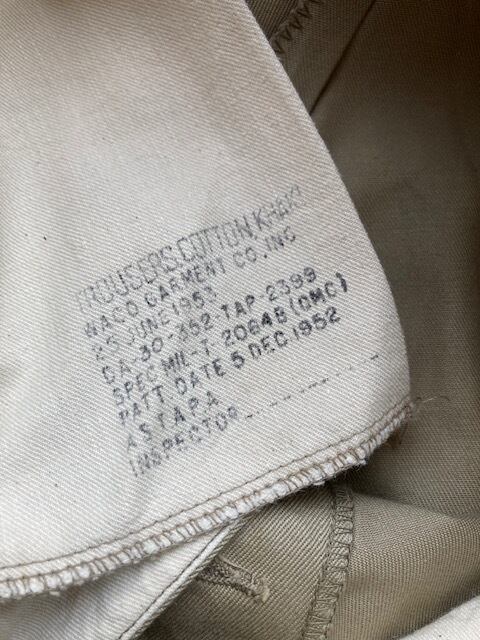 TROUSERS, COTTON, KHAKI
WACO GARMENT CO., INC
25 JUNE 1953
DA-30-352-TAP-2399
SPEC MIL-T-2064B (QMC)
PATT DATE 5 DEC 1952
ASTAPA
INSPECTOR